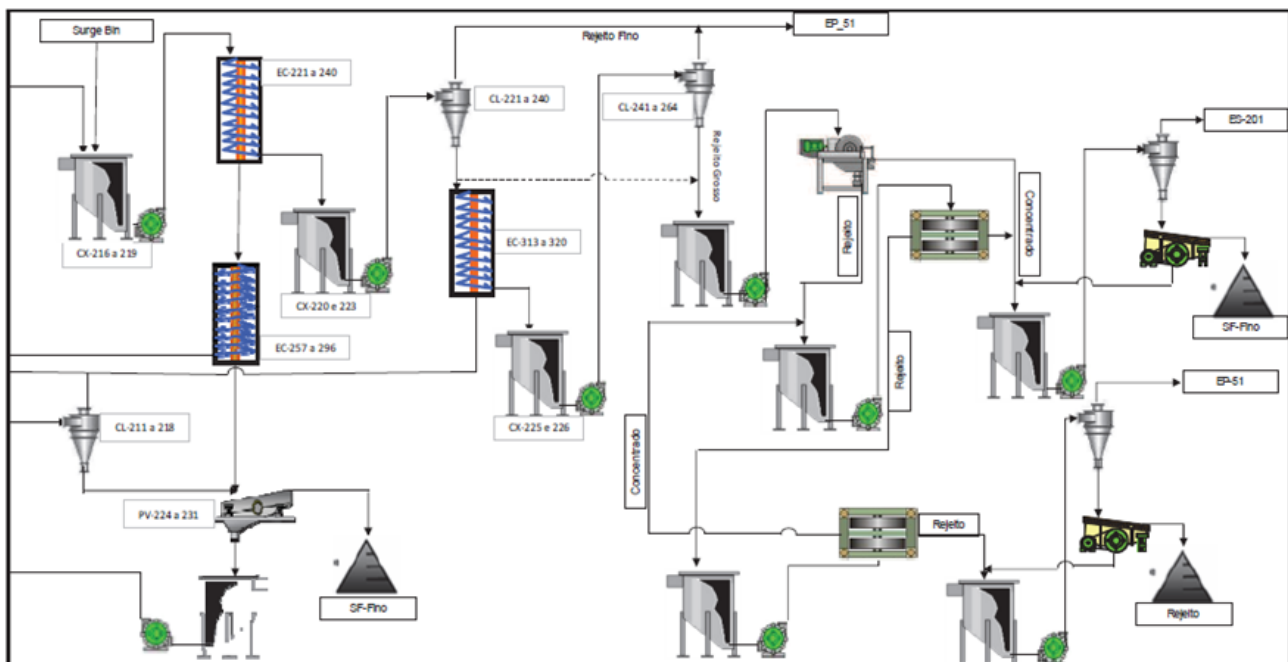 Surge Bin
EP_51
Rejeito Fino
EC-221 a 240
CL-221 a 240
CL-241 a 264
ES-201
Rejeito Grosso
Concentrado
Rejeito
CX-216 a 219
EC-313 a 320
CX-220 e 223
SF-Fino
EC-257 a 296
Rejeito
EP-51
CX-225 e 226
CL-211 a 218
Concentrado
PV-224 a 231
Rejeito
SF-Fino
Rejeito